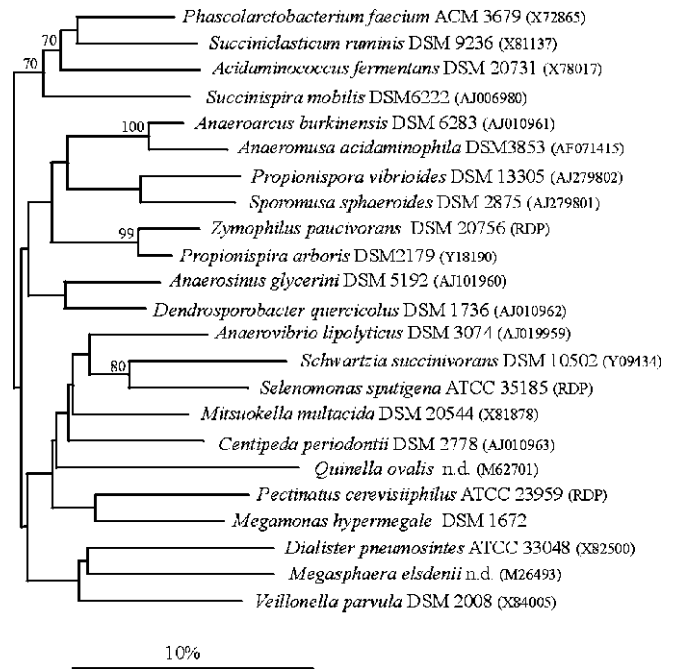 Phascolarctobacterium faecium ACM 3679 (X72865)
70
Succiniclasticum ruminis DSM 9236 (X81137)
70
Acidaminococcus fermentans DSM 20731 (X78017)
Succinispira mobilis DSM6222 (AJ006980)
100
Anaeroarcus burkinensis DSM 6283 (AJ010961)
Anaeromusa acidaminophila DSM3853 (AF071415)
Propionispora vibrioides DSM 13305 (AJ279802)
Sporomusa sphaeroides DSM 2875 (AJ279801)
99
Zymophilus paucivorans DSM 20756 (RDP)
Propionispira arboris DSM2179 (Y18190)
Anaerosinus glycerini DSM 5192 (AJ101960)
Dendrosporobacter quercicolus DSM 1736 (AJ010962)
Anaerovibrio lipolyticus DSM 3074 (AJ019959)
80
Schwartzia succinivorans DSM 10502 (Y09434)
Selenomonas sputigena ATCC 35185 (RDP)
Mitsuokella multacida DSM 20544 (X81878)
Centipeda periodontii DSM 2778 (AJ010963)
Quinella ovalis n.d. (M62701)
Pectinatus cerevisiiphilus ATCC 23959 (RDP)
Megamonas hypermegale DSM 1672
Dialister pneumosintes ATCC 33048 (X82500)
Megasphaera elsdenii n.d. (M26493)
Veillonella parvula DSM 2008 (X84005)
10%